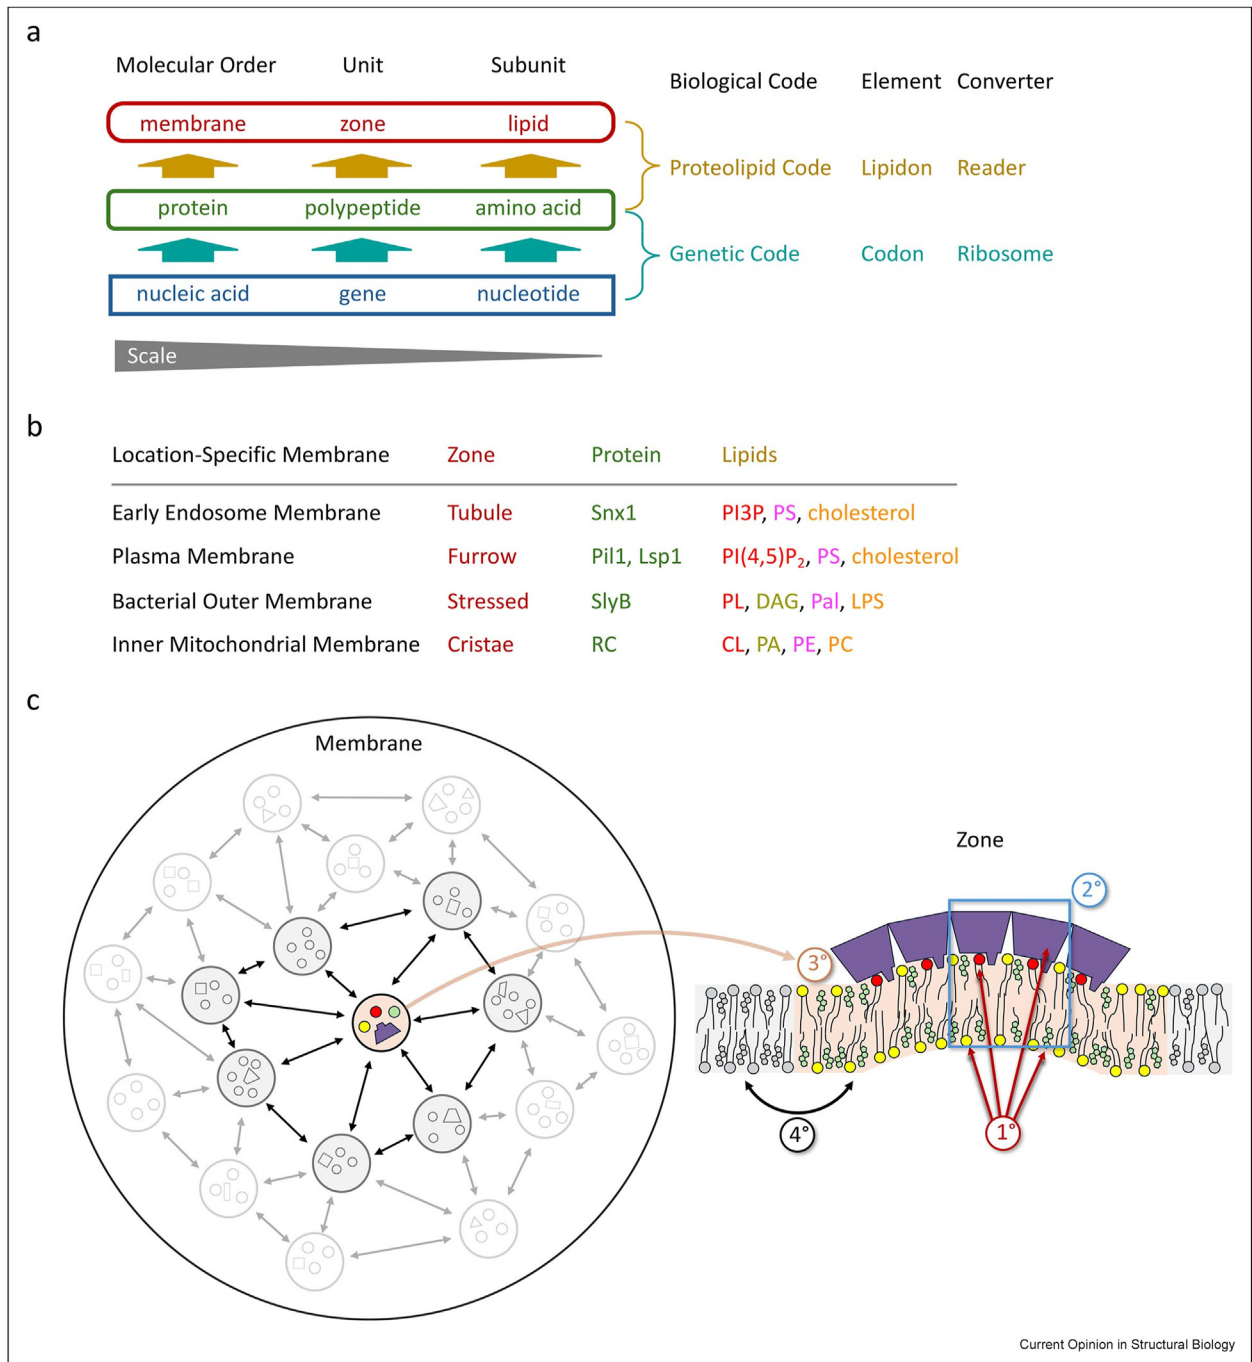 a
Molecular Order Unit Subunit
Biological Code Element Converter
membrane zone lipid
Proteolipid Code Lipidon Reader
protein polypeptide amino acid
Genetic Code Codon Ribosome
nucleic acid gene nucleotide
Scale
b
Location-Specific Membrane Zone Protein Lipids
Early Endosome Membrane Tubule Snx1 PI3P, PS, cholesterol
Plasma Membrane Furrow Pil1, Lsp1 PI(4,5)P₂, PS, cholesterol
Bacterial Outer Membrane Stressed SlyB PL, DAG, Pal, LPS
Inner Mitochondrial Membrane Cristae RC CL, PA, PE, PC
c
Membrane
Zone
2°
3°
4°
1°
Current Opinion in Structural Biology